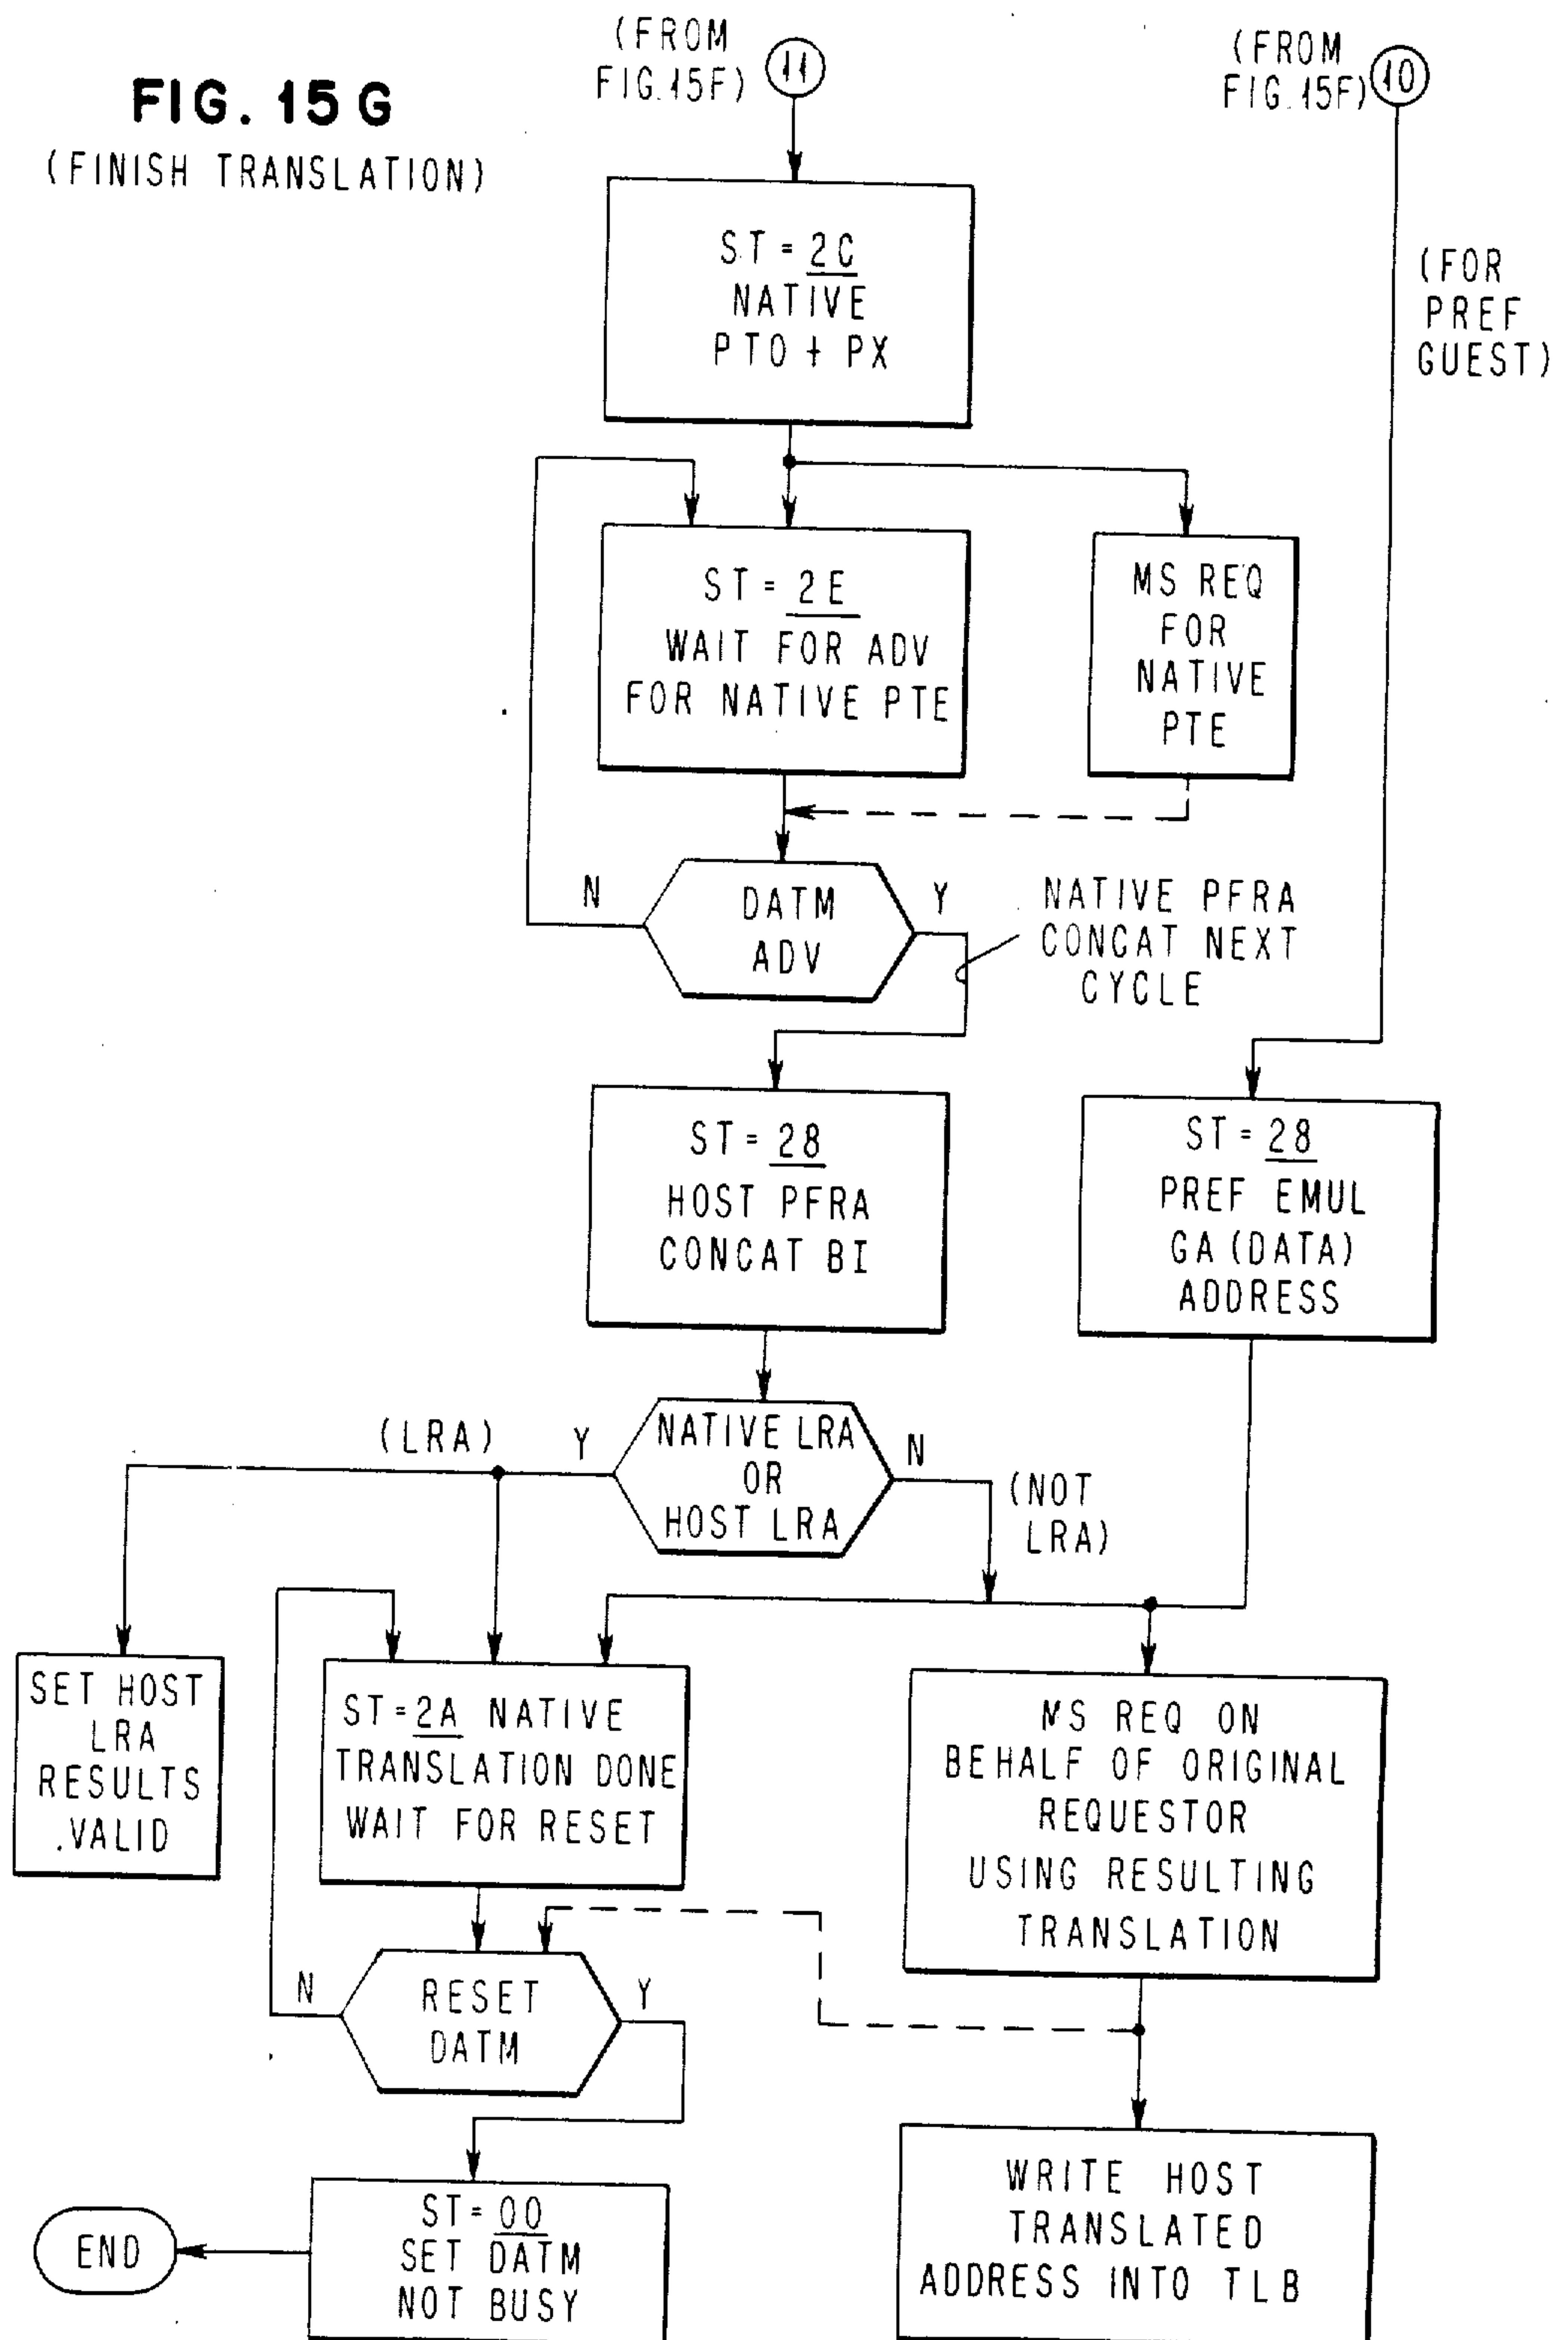 FIG. 15G
(FINISH TRANSLATION)
(FROM
FIG.15F)
11
(FROM
FIG.15F)
10
(FOR
PREF
GUEST)
ST = 2C
NATIVE
PTO + PX
ST = 2E
WAIT FOR ADV
FOR NATIVE PTE
MS REQ
FOR
NATIVE
PTE
N
DATM
ADV
Y
NATIVE PFRA
CONCAT NEXT
CYCLE
ST = 28
HOST PFRA
CONCAT BI
ST = 28
PREF EMUL
GA (DATA)
ADDRESS
(LRA)
Y
NATIVE LRA
OR
HOST LRA
N
(NOT
LRA)
SET HOST
LRA
RESULTS
VALID
ST = 2A NATIVE
TRANSLATION DONE
WAIT FOR RESET
MS REQ ON
BEHALF OF ORIGINAL
REQUESTOR
USING RESULTING
TRANSLATION
N
RESET
DATM
Y
ST = 00
SET DATM
NOT BUSY
END
WRITE HOST
TRANSLATED
ADDRESS INTO TLB